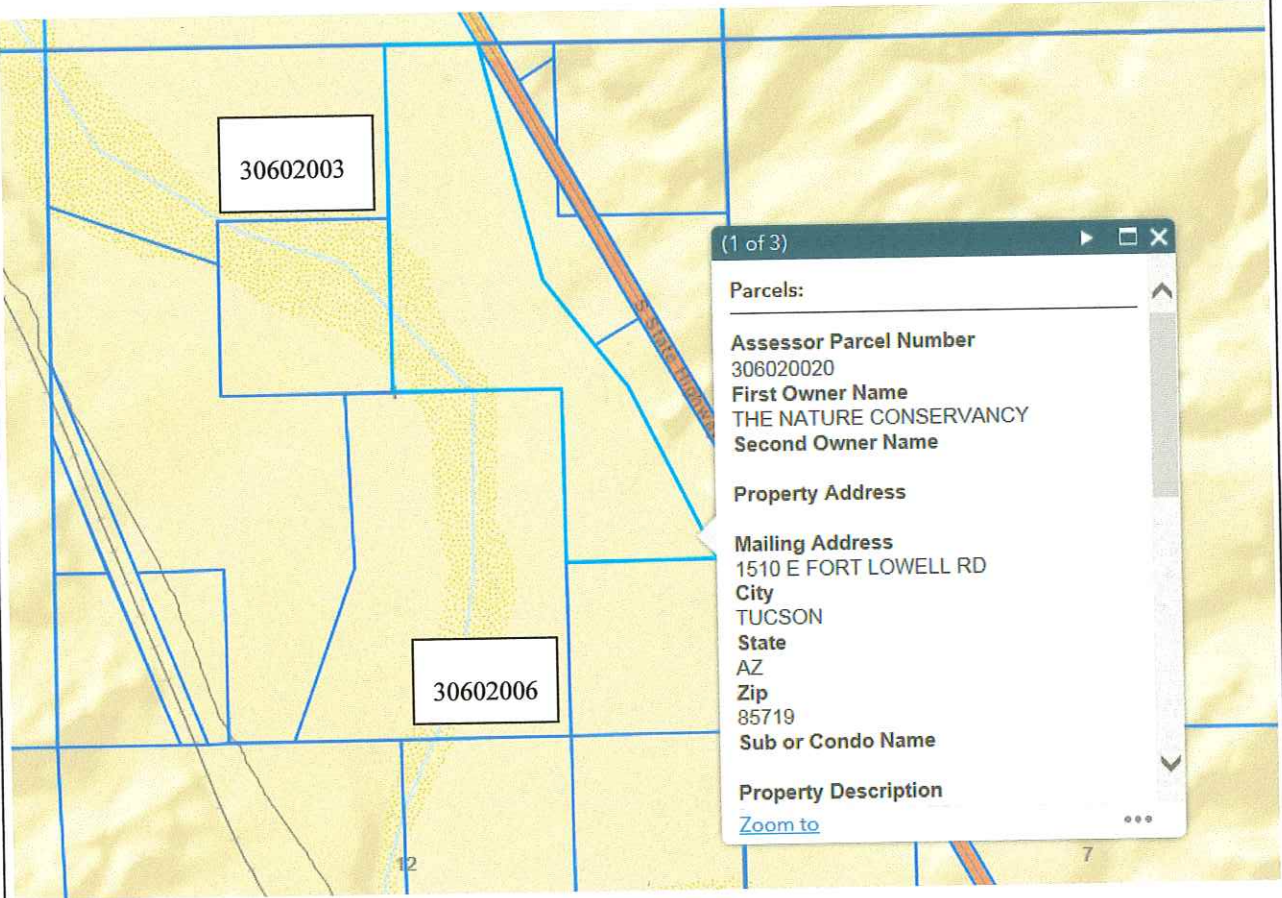 30602003
(1 of 3)
Parcels:
Assessor Parcel Number
306020020
First Owner Name
THE NATURE CONSERVANCY
Second Owner Name
Property Address
Mailing Address
1510 E FORT LOWELL RD
City
TUCSON
State
AZ
Zip
85719
Sub or Condo Name
Property Description
Zoom to
S State Highwa
30602006
12
7